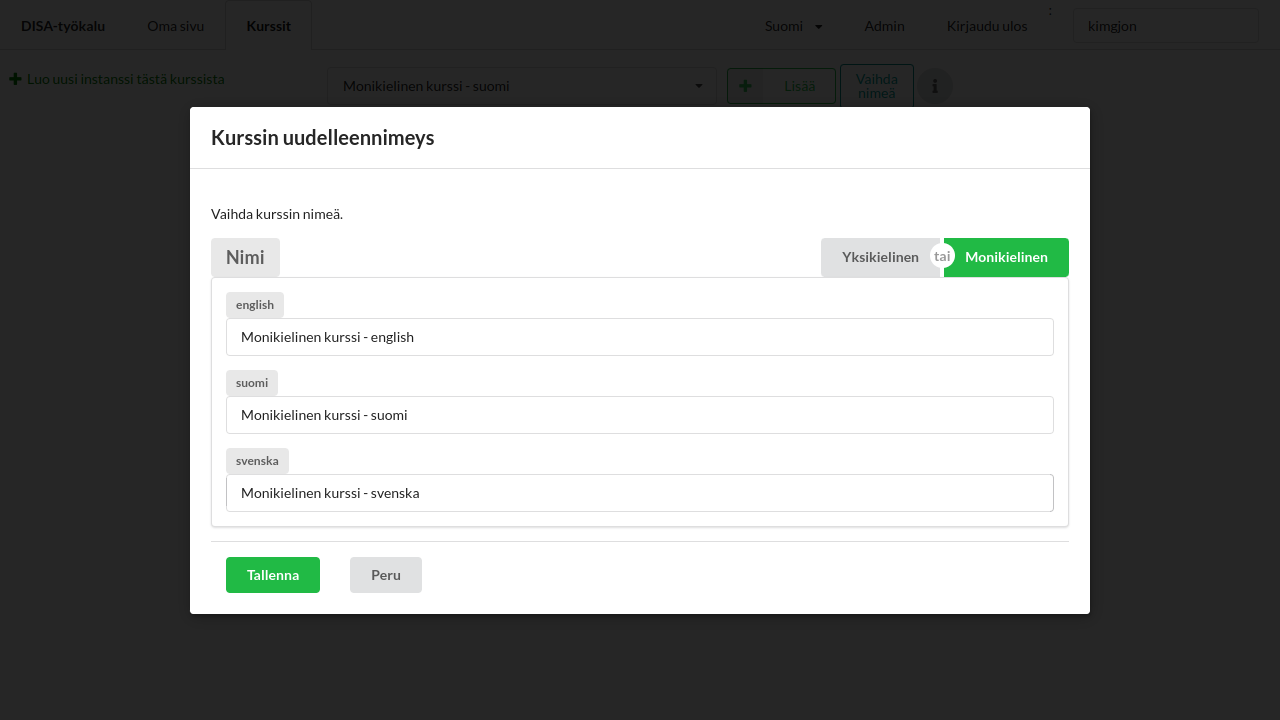 DISA-työkalu Oma sivu Kurssit Suomi Admin Kirjaudu ulos : kimgjon
Luo uusi instanssi tästä kurssista Monikielinen kurssi - suomi Lisää Vaihda
nimeä
Kurssin uudelleennimeys
Vaihda kurssin nimeä.
Nimi Yksikielinen tai Monikielinen
english
Monikielinen kurssi - english
suomi
Monikielinen kurssi - suomi
svenska
Monikielinen kurssi - svenska
Tallenna Peru